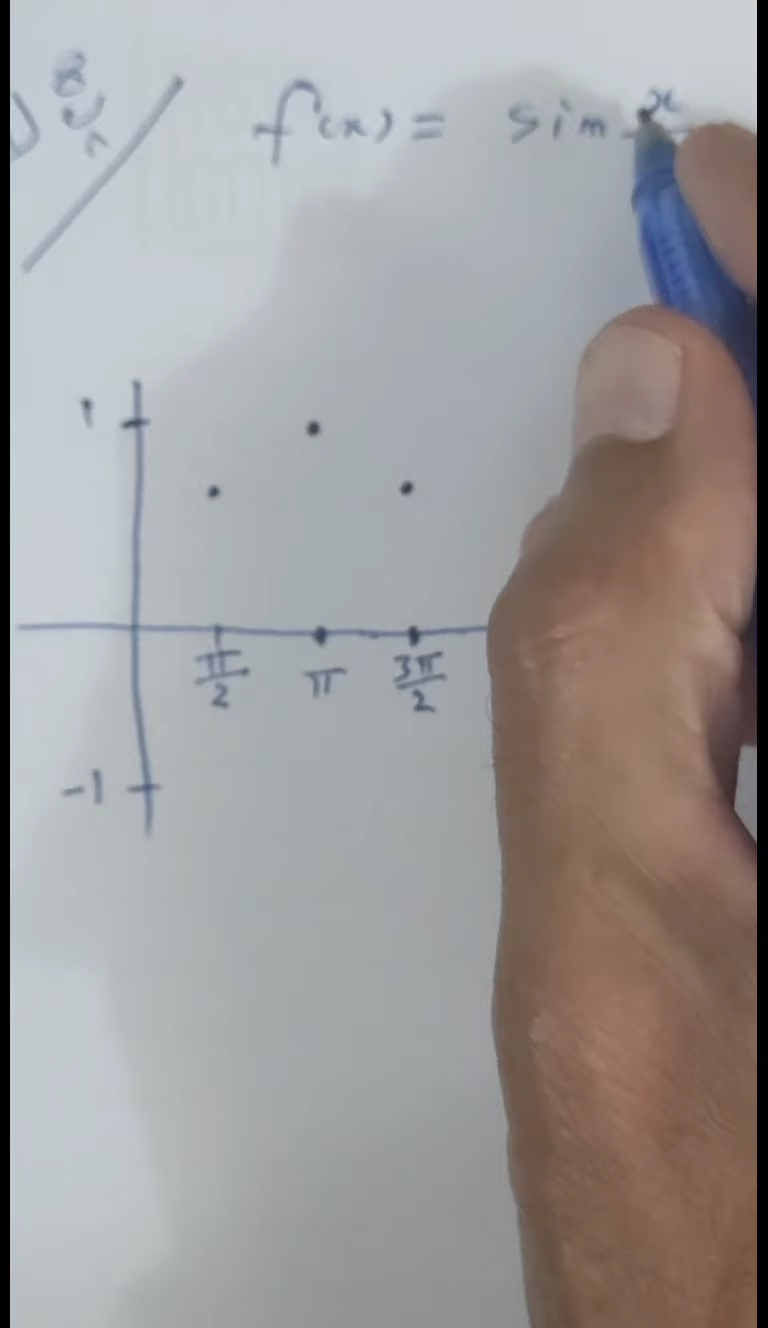 f(x) = sin x
1
π/2 π 3π/2
-1